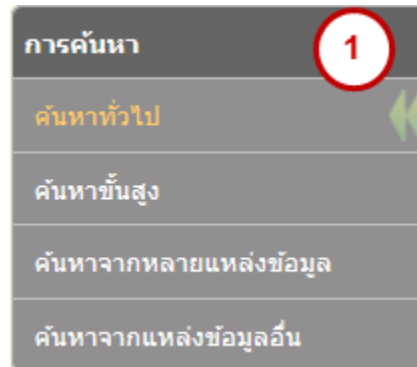 การค้นหา 1
ค้นหาทั่วไป
ค้นหาขั้นสูง
ค้นหาจากหลายแหล่งข้อมูล
ค้นหาจากแหล่งข้อมูลอื่น